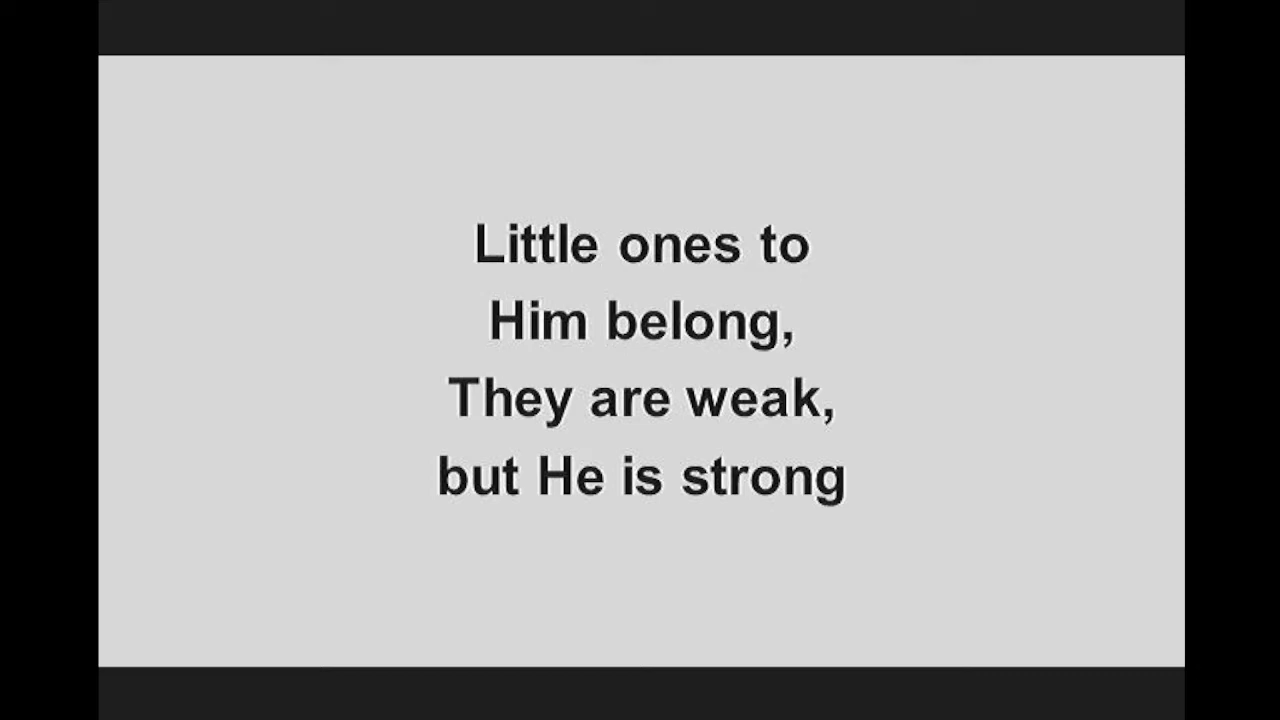 Little ones to
Him belong,
They are weak,
but He is strong